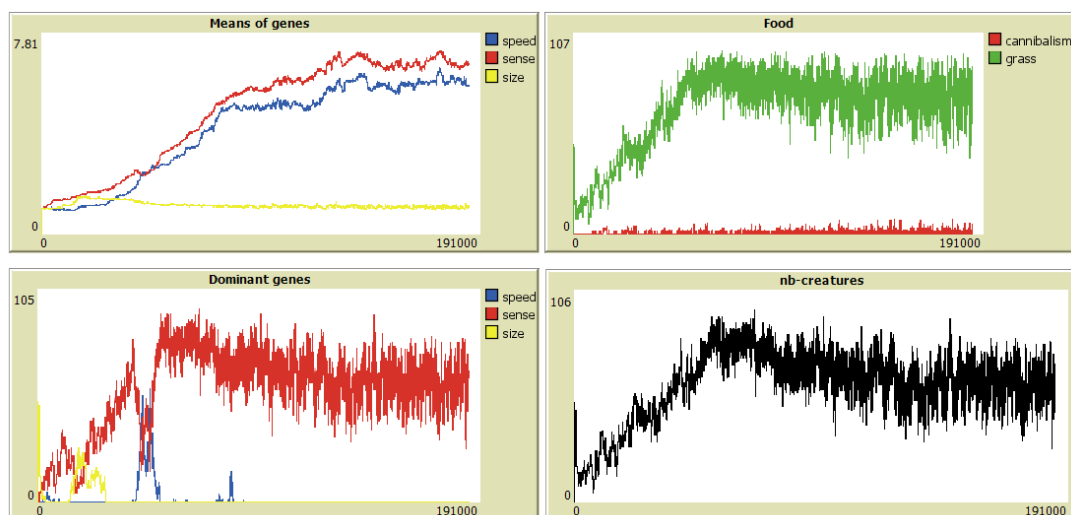 Means of genes
7.81
0
0
191000
speed
sense
size
Food
107
0
0
191000
cannibalism
grass
Dominant genes
105
0
0
191000
speed
sense
size
nb-creatures
106
0
0
191000